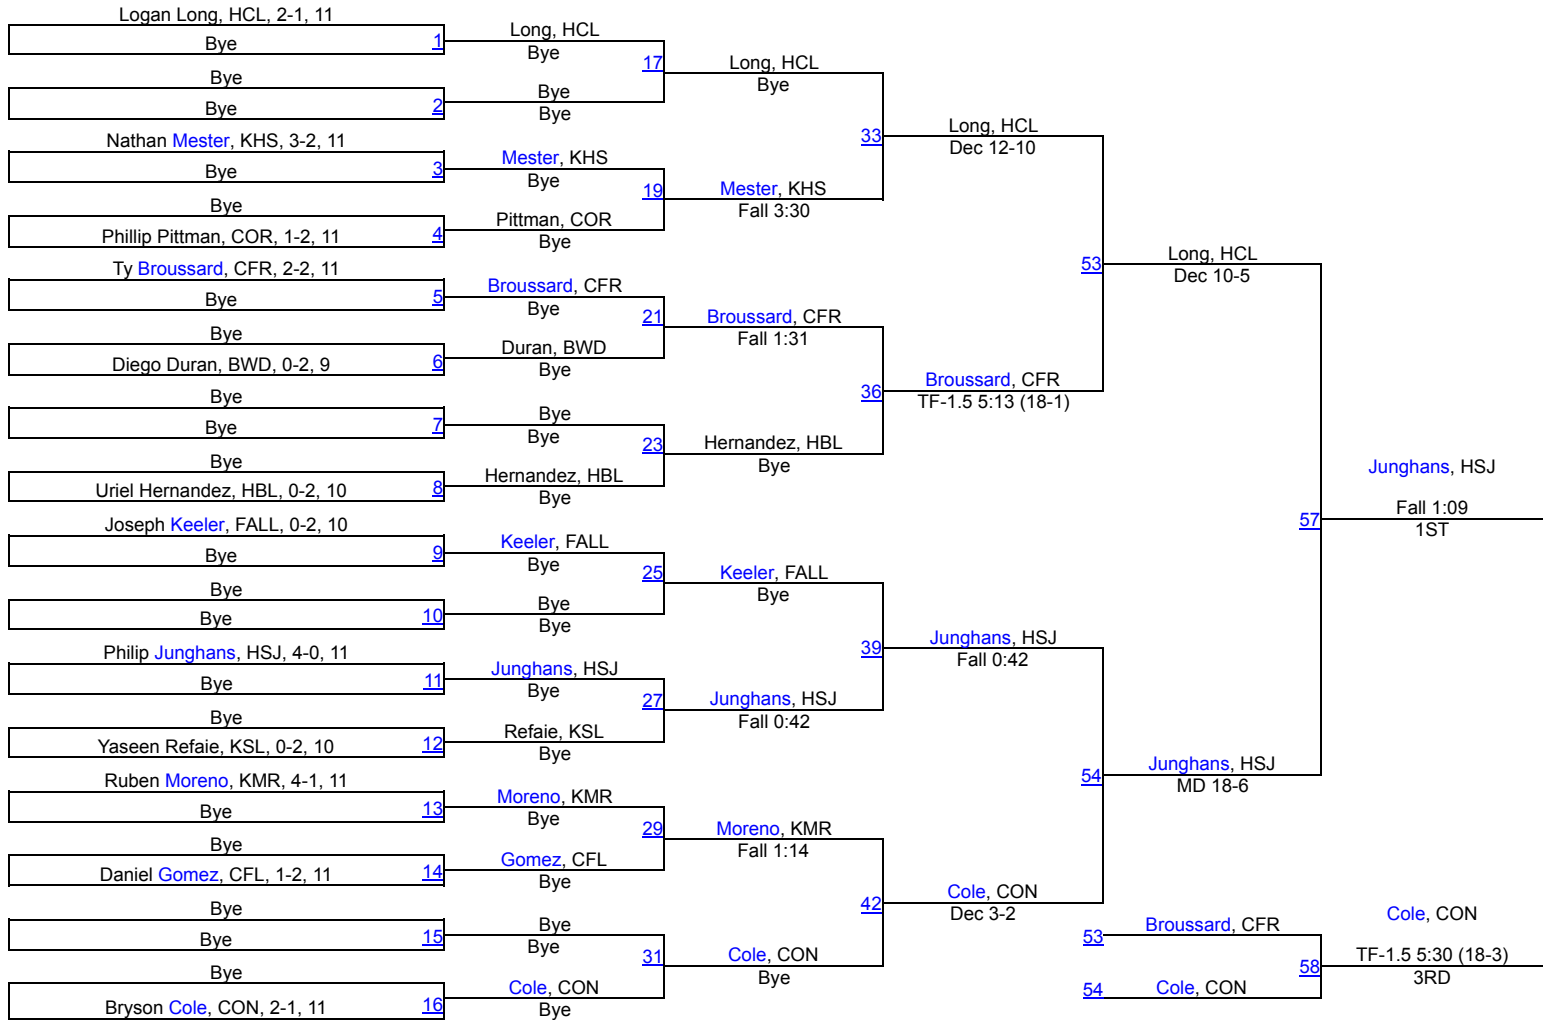 Logan Long, HCL, 2-1, 11
Bye
1
Bye
Bye
2
Nathan Mester, KHS, 3-2, 11
Bye
3
Bye
Phillip Pittman, COR, 1-2, 11
4
Ty Broussard, CFR, 2-2, 11
Bye
5
Bye
Diego Duran, BWD, 0-2, 9
6
Bye
Bye
7
Bye
Uriel Hernandez, HBL, 0-2, 10
8
Joseph Keeler, FALL, 0-2, 10
Bye
9
Bye
Bye
10
Philip Junghans, HSJ, 4-0, 11
Bye
11
Bye
Yaseen Refaie, KSL, 0-2, 10
12
Ruben Moreno, KMR, 4-1, 11
Bye
13
Bye
Daniel Gomez, CFL, 1-2, 11
14
Bye
Bye
15
Bye
Bryson Cole, CON, 2-1, 11
16
Long, HCL
Bye
17
Bye
Bye
Mester, KHS
Bye
19
Pittman, COR
Bye
Broussard, CFR
Bye
21
Duran, BWD
Bye
Bye
Bye
23
Hernandez, HBL
Bye
Keeler, FALL
Bye
25
Bye
Bye
Junghans, HSJ
Bye
27
Refaie, KSL
Bye
Moreno, KMR
Bye
29
Gomez, CFL
Bye
Bye
Bye
31
Cole, CON
Bye
Long, HCL
Bye
33
Mester, KHS
Fall 3:30
Broussard, CFR
Fall 1:31
36
Hernandez, HBL
Bye
Keeler, FALL
Bye
39
Junghans, HSJ
Fall 0:42
Moreno, KMR
Fall 1:14
42
Cole, CON
Bye
Long, HCL
Dec 12-10
53
Broussard, CFR
TF-1.5 5:13 (18-1)
Junghans, HSJ
Fall 0:42
54
Cole, CON
Dec 3-2
Long, HCL
Dec 10-5
57
Junghans, HSJ
MD 18-6
Junghans, HSJ
Fall 1:09
1ST
53
Broussard, CFR
54
Cole, CON
58
Cole, CON
TF-1.5 5:30 (18-3)
3RD